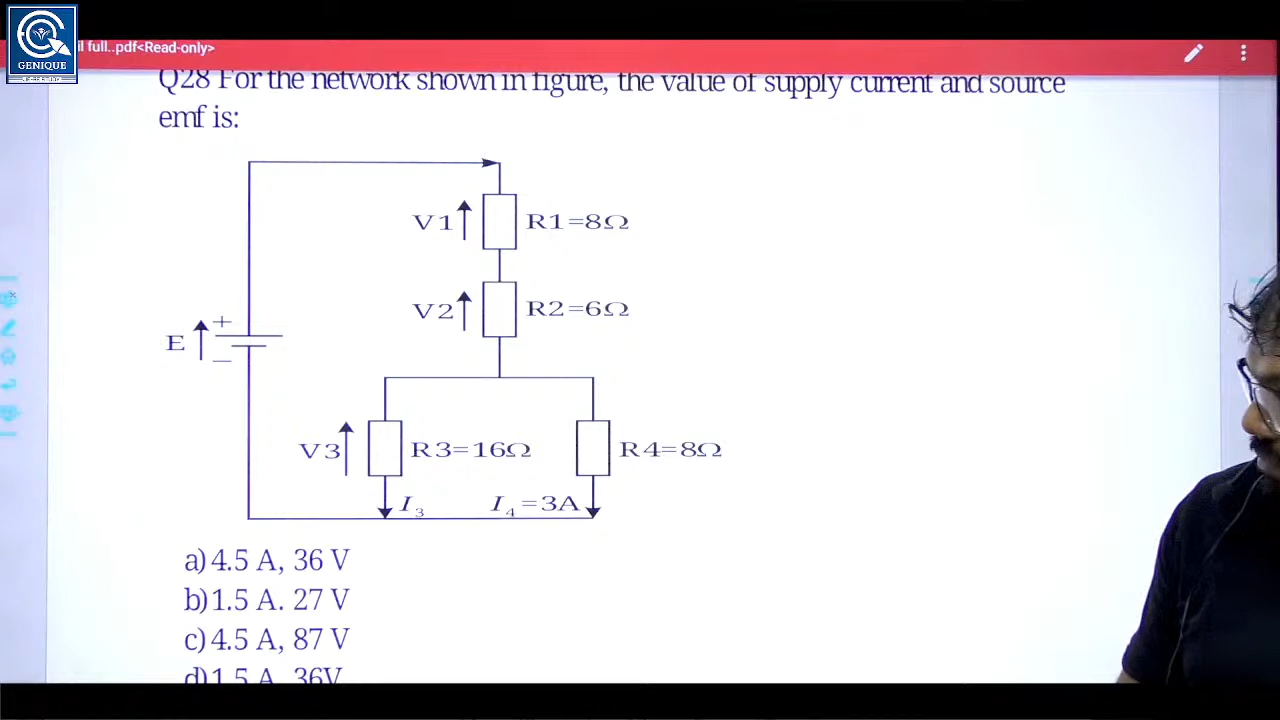 GENIQUE
il full..pdf<Read-only>
Q28 For the network shown in figure, the value of supply current and source
emf is:
V1 R1=8Ω
V2 R2=6Ω
+
E
−
V3 R3=16Ω R4=8Ω
I₃ I₄=3A
a)4.5 A, 36 V
b)1.5 A. 27 V
c)4.5 A, 87 V
d)1.5 A, 36V